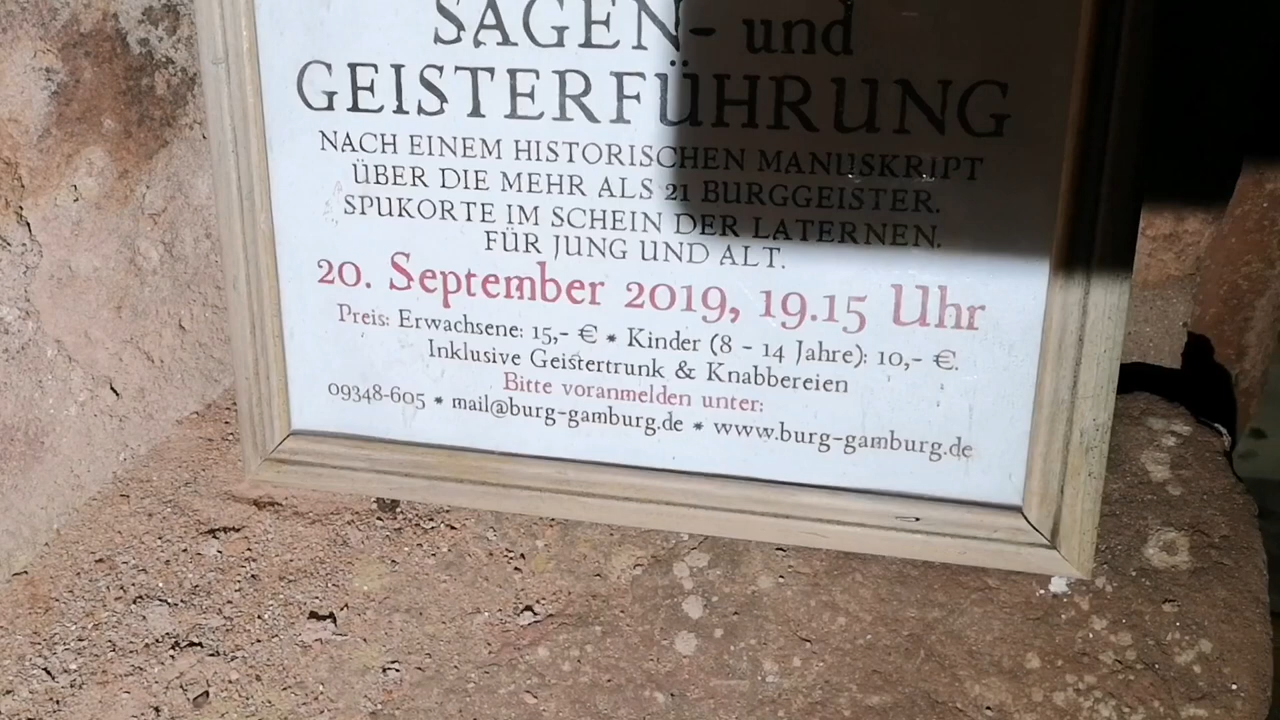 SAGEN- und
GEISTERFÜHRUNG
NACH EINEM HISTORISCHEN MANUSKRIPT
ÜBER DIE MEHR ALS 21 BURGGEISTER.
SPUKORTE IM SCHEIN DER LATERNEN.
FÜR JUNG UND ALT.
20. September 2019, 19.15 Uhr
Preis: Erwachsene: 15,- € * Kinder (8 - 14 Jahre): 10,- €.
Inklusive Geistertrunk & Knabbereien
Bitte voranmelden unter:
09348-605 * mail@burg-gamburg.de * www.burg-gamburg.de